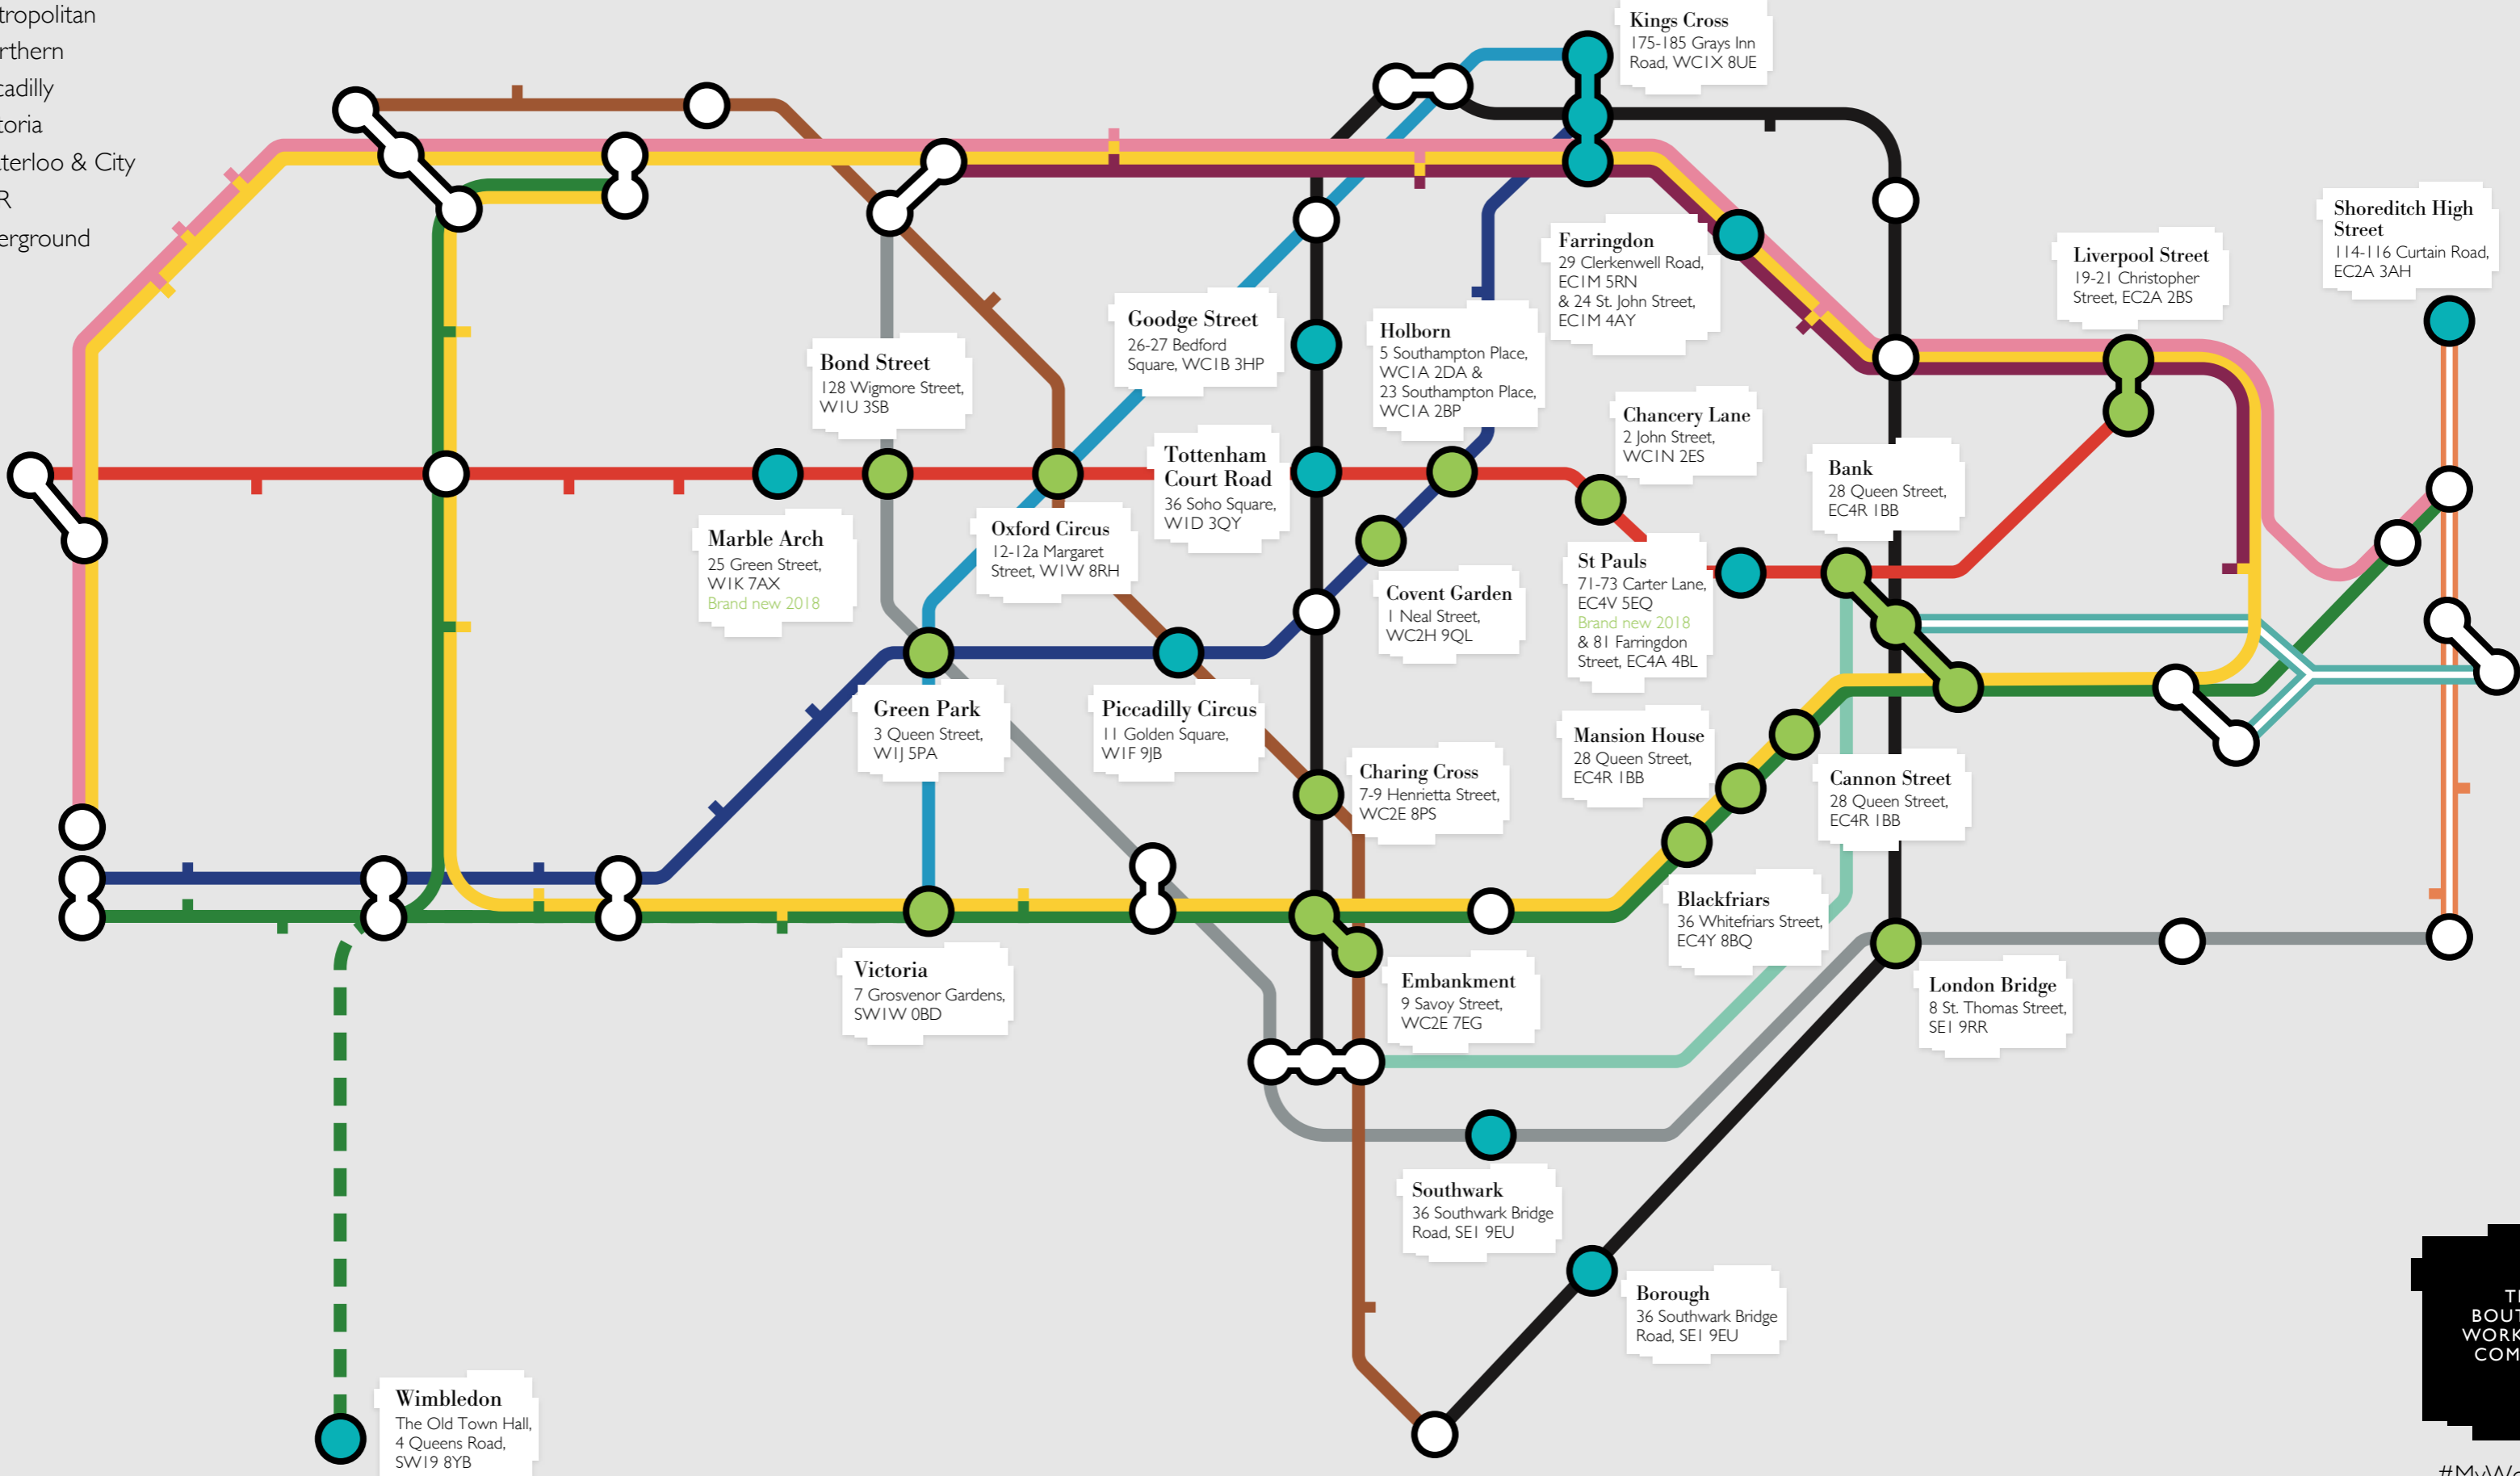 tropolitan
rthern
cadilly
toria
terloo & City
R
erground
Kings Cross
175-185 Grays Inn
Road, WC1X 8UE
Shoreditch High
Street
114-116 Curtain Road,
EC2A 3AH
Liverpool Street
19-21 Christopher
Street, EC2A 2BS
Farringdon
29 Clerkenwell Road,
EC1M 5RN
& 24 St. John Street,
EC1M 4AY
Goodge Street
26-27 Bedford
Square, WC1B 3HP
Holborn
5 Southampton Place,
WC1A 2DA &
23 Southampton Place,
WC1A 2BP
Bond Street
128 Wigmore Street,
W1U 3SB
Chancery Lane
2 John Street,
WC1N 2ES
Tottenham
Court Road
36 Soho Square,
W1D 3QY
Bank
28 Queen Street,
EC4R 1BB
Marble Arch
25 Green Street,
W1K 7AX
Brand new 2018
Oxford Circus
12-12a Margaret
Street, W1W 8RH
St Pauls
71-73 Carter Lane,
EC4V 5EQ
Brand new 2018
& 81 Farringdon
Street, EC4A 4BL
Covent Garden
1 Neal Street,
WC2H 9QL
Green Park
3 Queen Street,
W1J 5PA
Piccadilly Circus
11 Golden Square,
W1F 9JB
Mansion House
28 Queen Street,
EC4R 1BB
Charing Cross
7-9 Henrietta Street,
WC2E 8PS
Cannon Street
28 Queen Street,
EC4R 1BB
Blackfriars
36 Whitefriars Street,
EC4Y 8BQ
Victoria
7 Grosvenor Gardens,
SW1W 0BD
Embankment
9 Savoy Street,
WC2E 7EG
London Bridge
8 St. Thomas Street,
SE1 9RR
Southwark
36 Southwark Bridge
Road, SE1 9EU
Borough
36 Southwark Bridge
Road, SE1 9EU
Wimbledon
The Old Town Hall,
4 Queens Road,
SW19 8YB
T
BOUT
WORK
COM